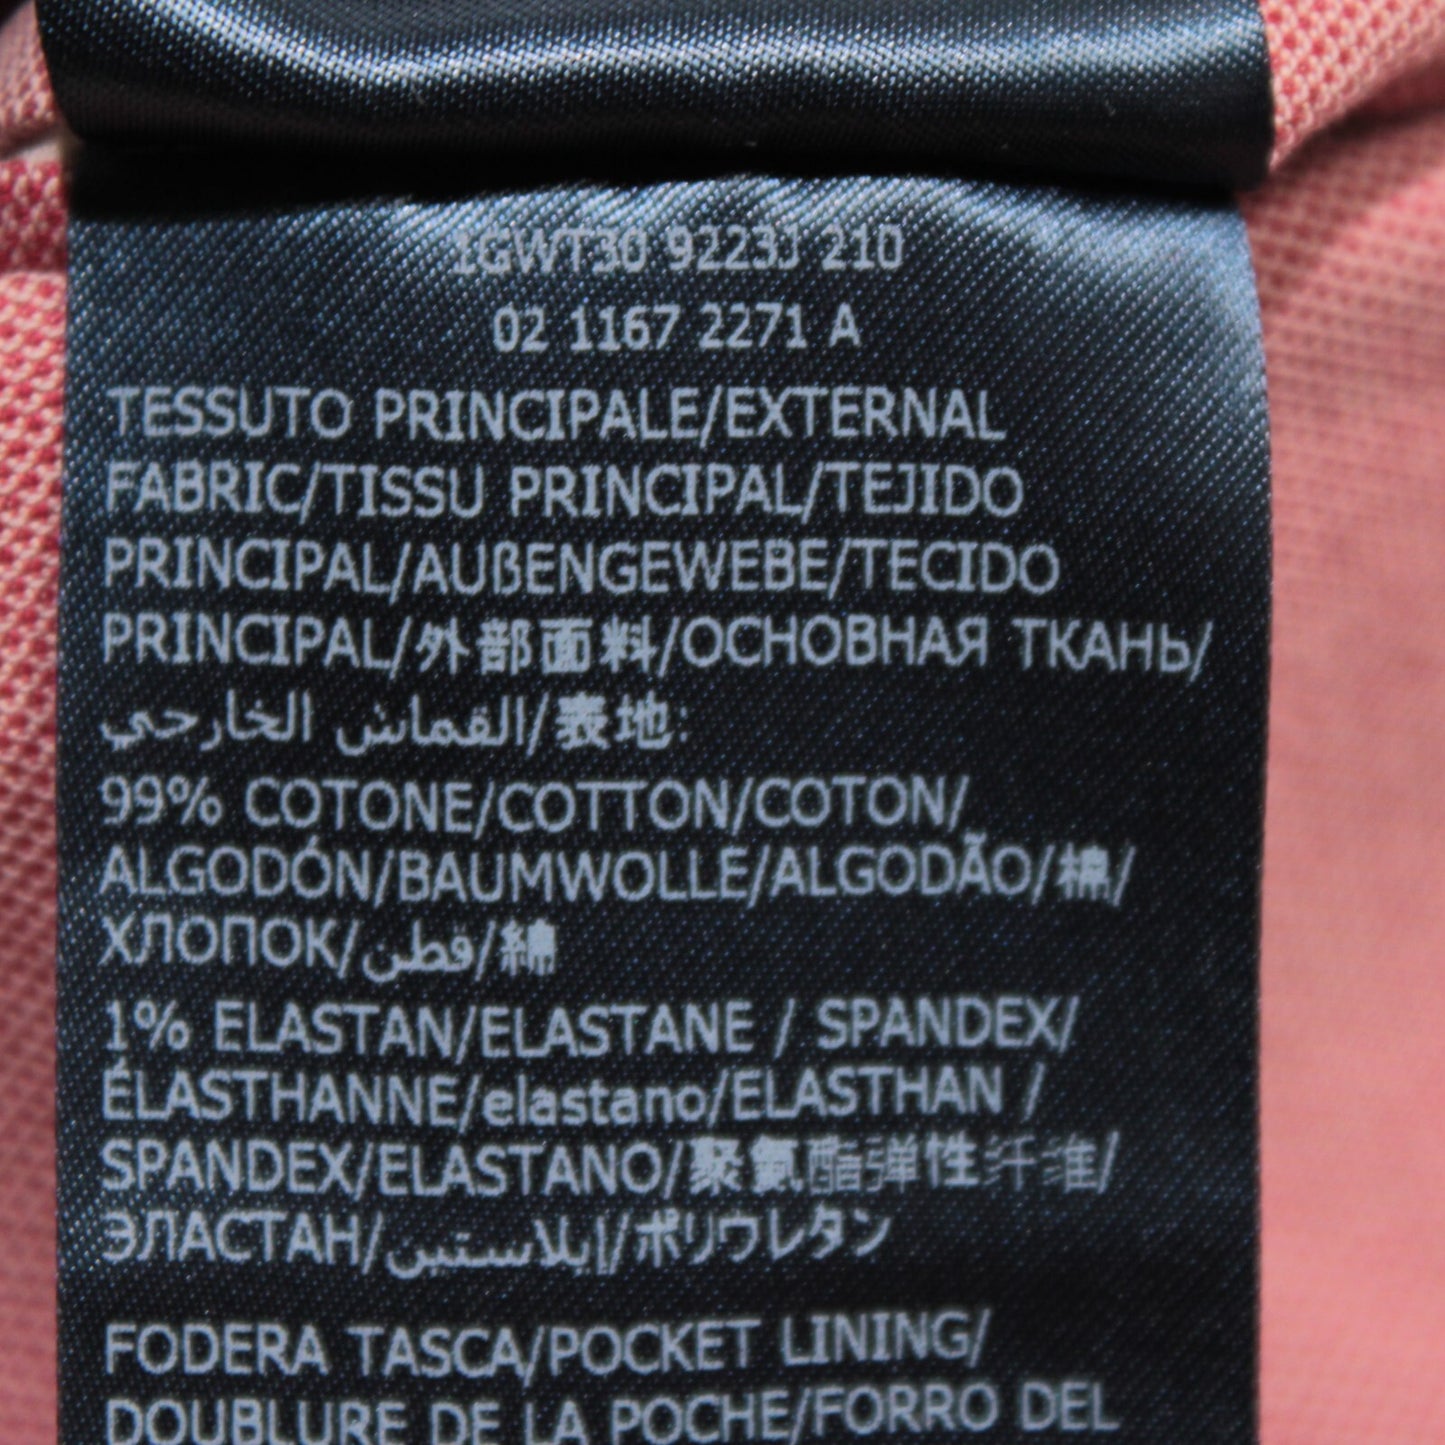 1GWT30 9223J 210
02 1167 2271 A
TESSUTO PRINCIPALE/EXTERNAL
FABRIC/TISSU PRINCIPAL/TEJIDO
PRINCIPAL/AUßENGEWEBE/TECIDO
PRINCIPAL/外部面料/ОСНОВНАЯ ТКАНЬ/
القماش الخارجي/表地:
99% COTONE/COTTON/COTON/
ALGODÓN/BAUMWOLLE/ALGODÃO/棉/
ХЛОПОК/قطن/綿
1% ELASTAN/ELASTANE / SPANDEX/
ÉLASTHANNE/elastano/ELASTHAN /
SPANDEX/ELASTANO/聚氨酯弹性纤维/
ЭЛАСТАН/إيلاستين/ポリウレタン
FODERA TASCA/POCKET LINING/
DOUBLURE DE LA POCHE/FORRO DEL